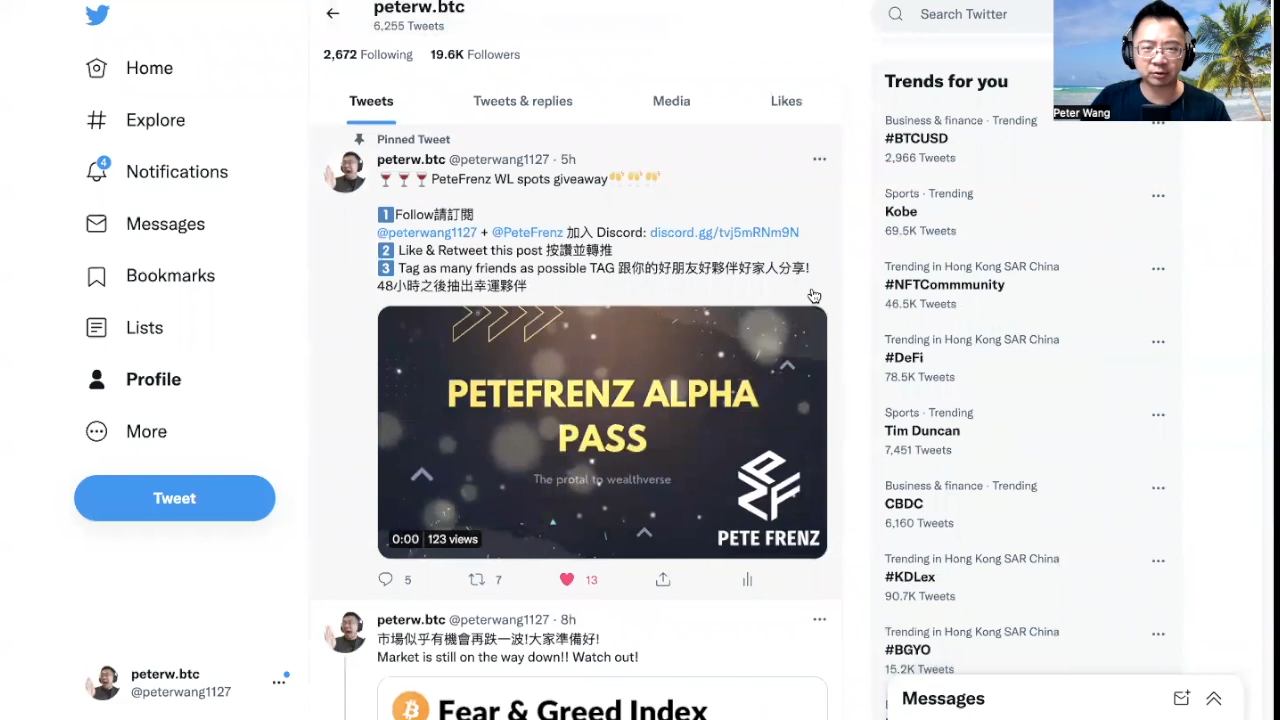 Home
Explore
4
Notifications
Messages
Bookmarks
Lists
Profile
More
Tweet
peterw.btc
@peterwang1127
peterw.btc
6,255 Tweets
2,672 Following 19.6K Followers
Tweets Tweets & replies Media Likes
Pinned Tweet
peterw.btc @peterwang1127 · 5h
PeteFrenz WL spots giveaway
1 Follow請訂閱
@peterwang1127 + @PeteFrenz 加入 Discord: discord.gg/tvj5mRNm9N
2 Like & Retweet this post 按讚並轉推
3 Tag as many friends as possible TAG 跟你的好朋友好夥伴好家人分享!
48小時之後抽出幸運夥伴
PETEFRENZ ALPHA
PASS
The protal to wealthverse
PETE FRENZ
0:00 123 views
5 7 13
peterw.btc @peterwang1127 · 8h
市場似乎有機會再跌一波!大家準備好!
Market is still on the way down!! Watch out!
Fear & Greed Index
Search Twitter
Peter Wang
Trends for you
Business & finance · Trending
#BTCUSD
2,966 Tweets
Sports · Trending
Kobe
69.5K Tweets
Trending in Hong Kong SAR China
#NFTCommmunity
46.5K Tweets
Trending in Hong Kong SAR China
#DeFi
78.5K Tweets
Sports · Trending
Tim Duncan
7,451 Tweets
Business & finance · Trending
CBDC
6,160 Tweets
Trending in Hong Kong SAR China
#KDLex
90.7K Tweets
Trending in Hong Kong SAR China
#BGYO
15.2K Tweets
Messages